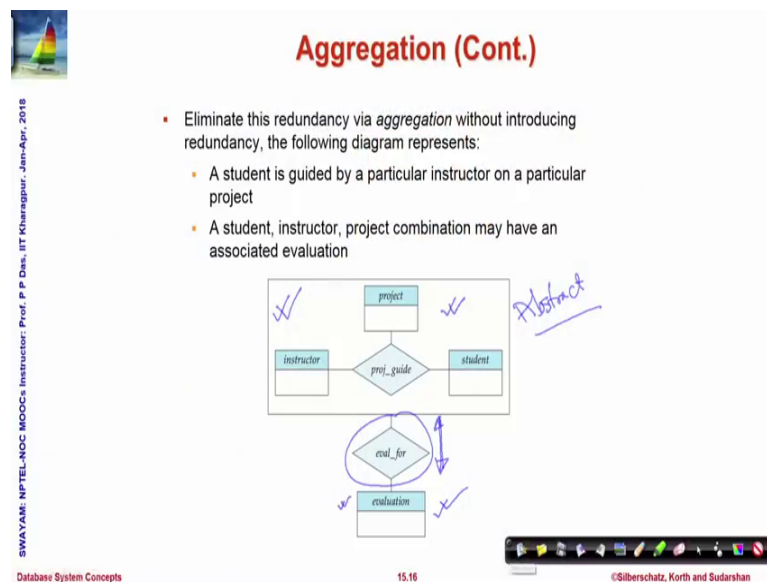 Aggregation (Cont.)
SWAYAM: NPTEL-NOC MOOCs Instructor: Prof. P P Das, IIT Kharagpur. Jan-Apr, 2018
Eliminate this redundancy via aggregation without introducing
redundancy, the following diagram represents:
A student is guided by a particular instructor on a particular
project
A student, instructor, project combination may have an
associated evaluation
project
Abstract
instructor
proj_guide
student
eval_for
evaluation
Database System Concepts
15.16
©Silberschatz, Korth and Sudarshan